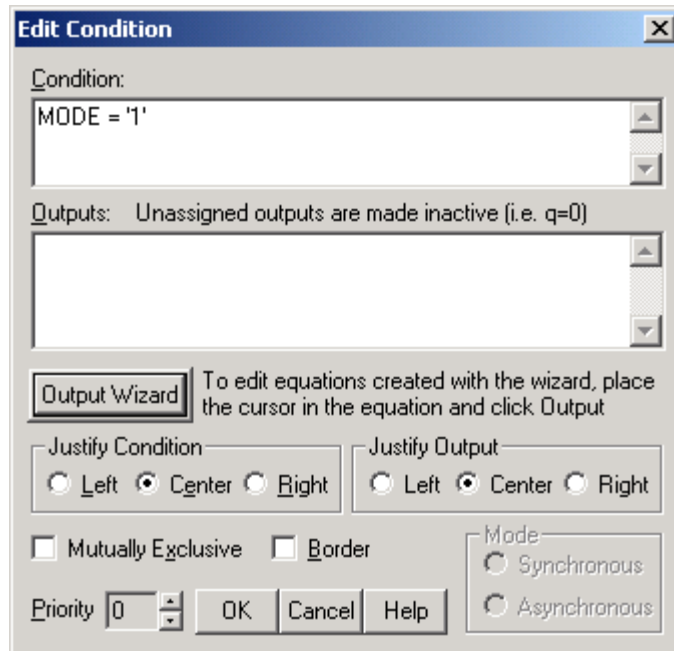 Edit Condition
Condition:
MODE = '1'
Outputs: Unassigned outputs are made inactive (i.e. q=0)
Output Wizard
To edit equations created with the wizard, place
the cursor in the equation and click Output
Justify Condition
Left Center Right
Justify Output
Left Center Right
Mutually Exclusive Border
Mode
Synchronous
Asynchronous
Priority 0 OK Cancel Help